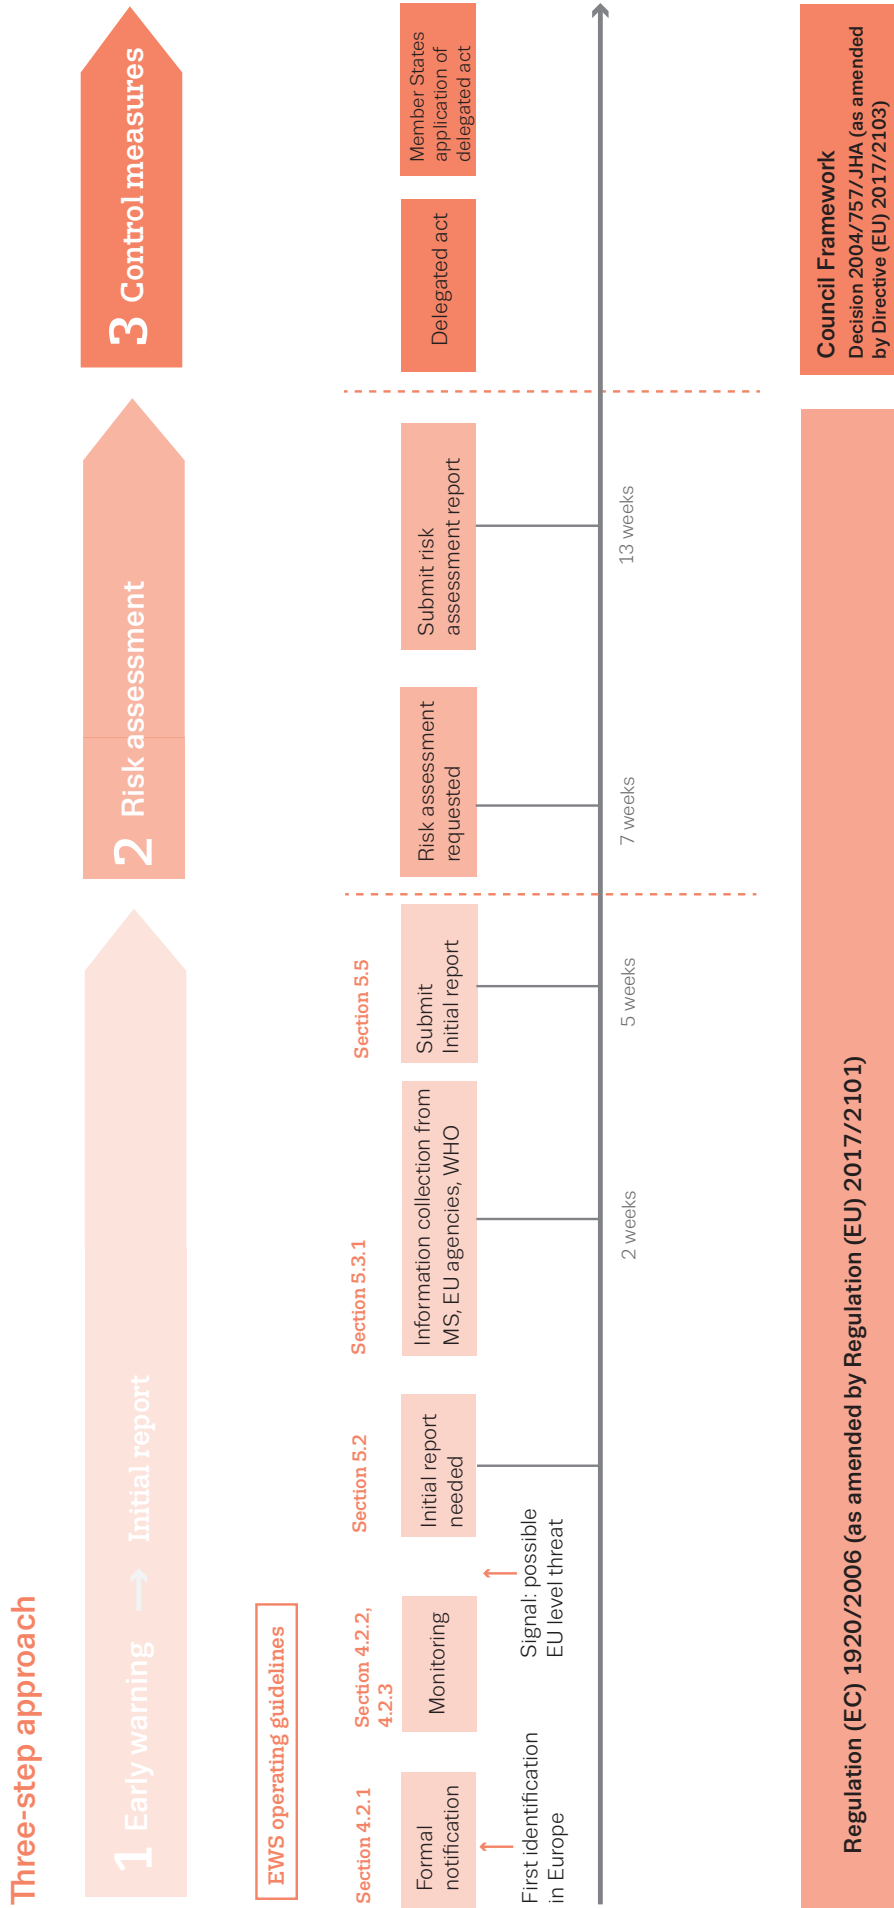 Three-step approach
1 Early warning → Initial report
2 Risk assessment
3 Control measures
EWS operating guidelines
Section 4.2.1
Section 4.2.2,
4.2.3
Section 5.2
Section 5.3.1
Section 5.5
Formal
notification
Monitoring
Initial report
needed
Information collection from
MS, EU agencies, WHO
Submit
Initial report
Risk assessment
requested
Submit risk
assessment report
Delegated act
Member States
application of
delegated act
First identification
in Europe
Signal: possible
EU level threat
2 weeks
5 weeks
7 weeks
13 weeks
Regulation (EC) 1920/2006 (as amended by Regulation (EU) 2017/2101)
Council Framework
Decision 2004/757/JHA (as amended
by Directive (EU) 2017/2103)